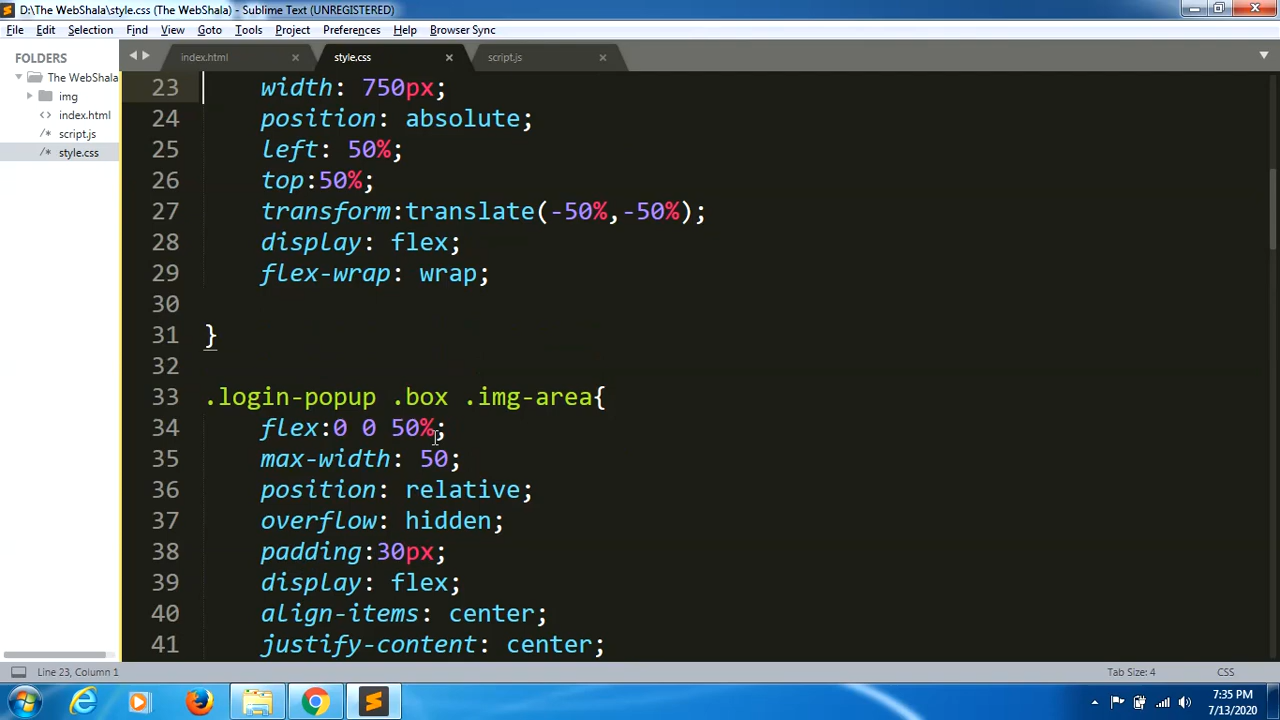 D:\The WebShala\style.css (The WebShala) - Sublime Text (UNREGISTERED)
File Edit Selection Find View Goto Tools Project Preferences Help Browser Sync
FOLDERS
The WebShala
img
index.html
script.js
style.css
index.html style.css script.js
23 width: 750px;
24 position: absolute;
25 left: 50%;
26 top:50%;
27 transform:translate(-50%,-50%);
28 display: flex;
29 flex-wrap: wrap;
30
31 }
32
33 .login-popup .box .img-area{
34 flex:0 0 50%;
35 max-width: 50;
36 position: relative;
37 overflow: hidden;
38 padding:30px;
39 display: flex;
40 align-items: center;
41 justify-content: center;
Line 23, Column 1 Tab Size: 4 CSS
7:35 PM
7/13/2020